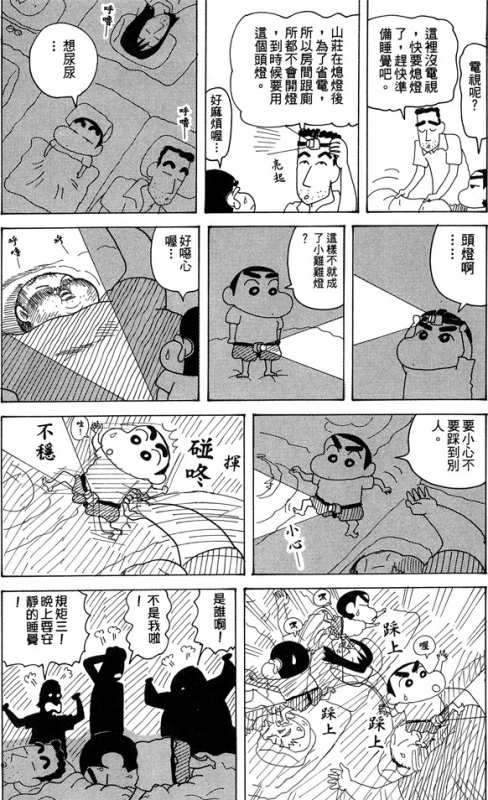 電視呢?
這裡沒電視
了,快要熄燈
,趕快準
備睡覺吧。
山莊在熄燈後
,為了省電,
所以房間跟廁
所都不會開燈
,到時候要用
這個頭燈。
亮起
好麻煩喔…
呼嚕─
呼嚕─
想尿尿
…
頭燈啊
……
這樣不就成
了小雞雞燈
?
好噁心
喔…
呼嚕
呼
要小心不
要踩到別
人。
小心─
揮
碰咚
哇─
不穩
踩上
踩上
踩上
喔!
是誰啊!
不是我啦
!
規矩三!
晚上要安
靜的睡覺
!